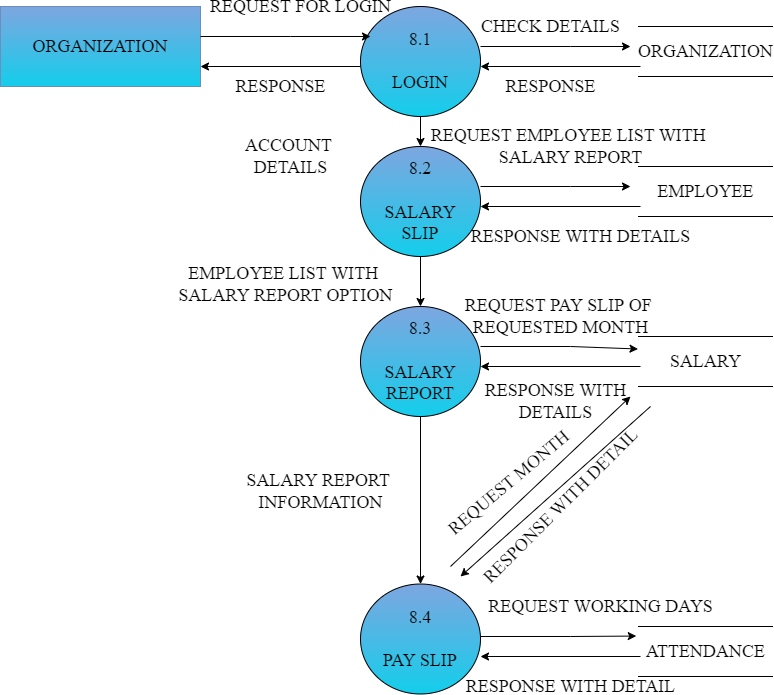 REQUEST FOR LOGIN
ORGANIZATION
8.1
LOGIN
CHECK DETAILS
ORGANIZATION
RESPONSE
RESPONSE
ACCOUNT
DETAILS
REQUEST EMPLOYEE LIST WITH
SALARY REPORT
8.2
SALARY
SLIP
EMPLOYEE
RESPONSE WITH DETAILS
EMPLOYEE LIST WITH
SALARY REPORT OPTION
REQUEST PAY SLIP OF
REQUESTED MONTH
8.3
SALARY
REPORT
SALARY
RESPONSE WITH
DETAILS
REQUEST MONTH
RESPONSE WITH DETAIL
SALARY REPORT
INFORMATION
8.4
PAY SLIP
REQUEST WORKING DAYS
ATTENDANCE
RESPONSE WITH DETAIL